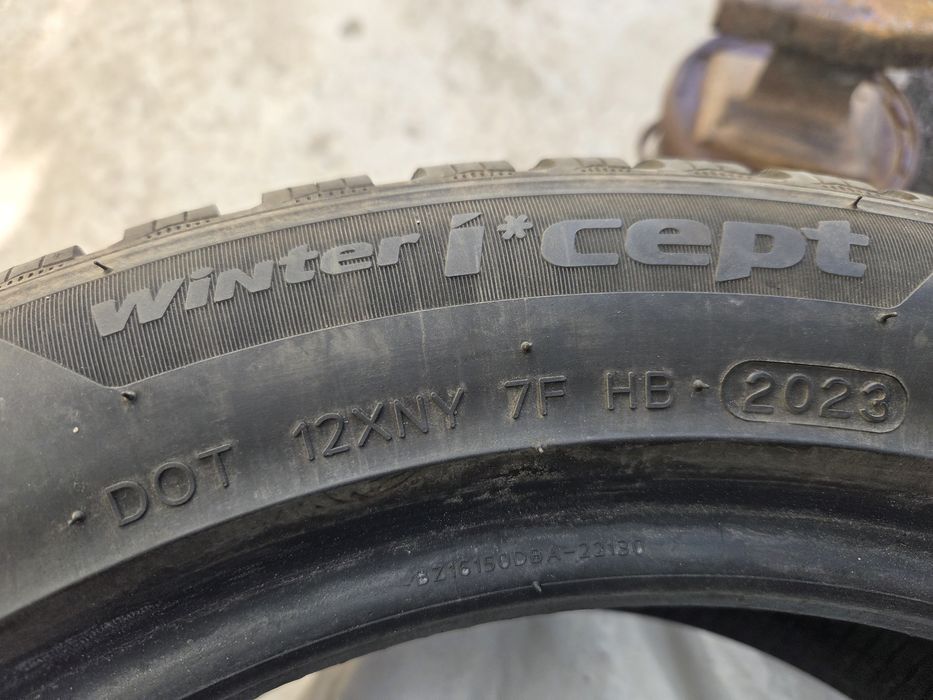 Winter i*cept
DOT 12XNY 7F HB 2023